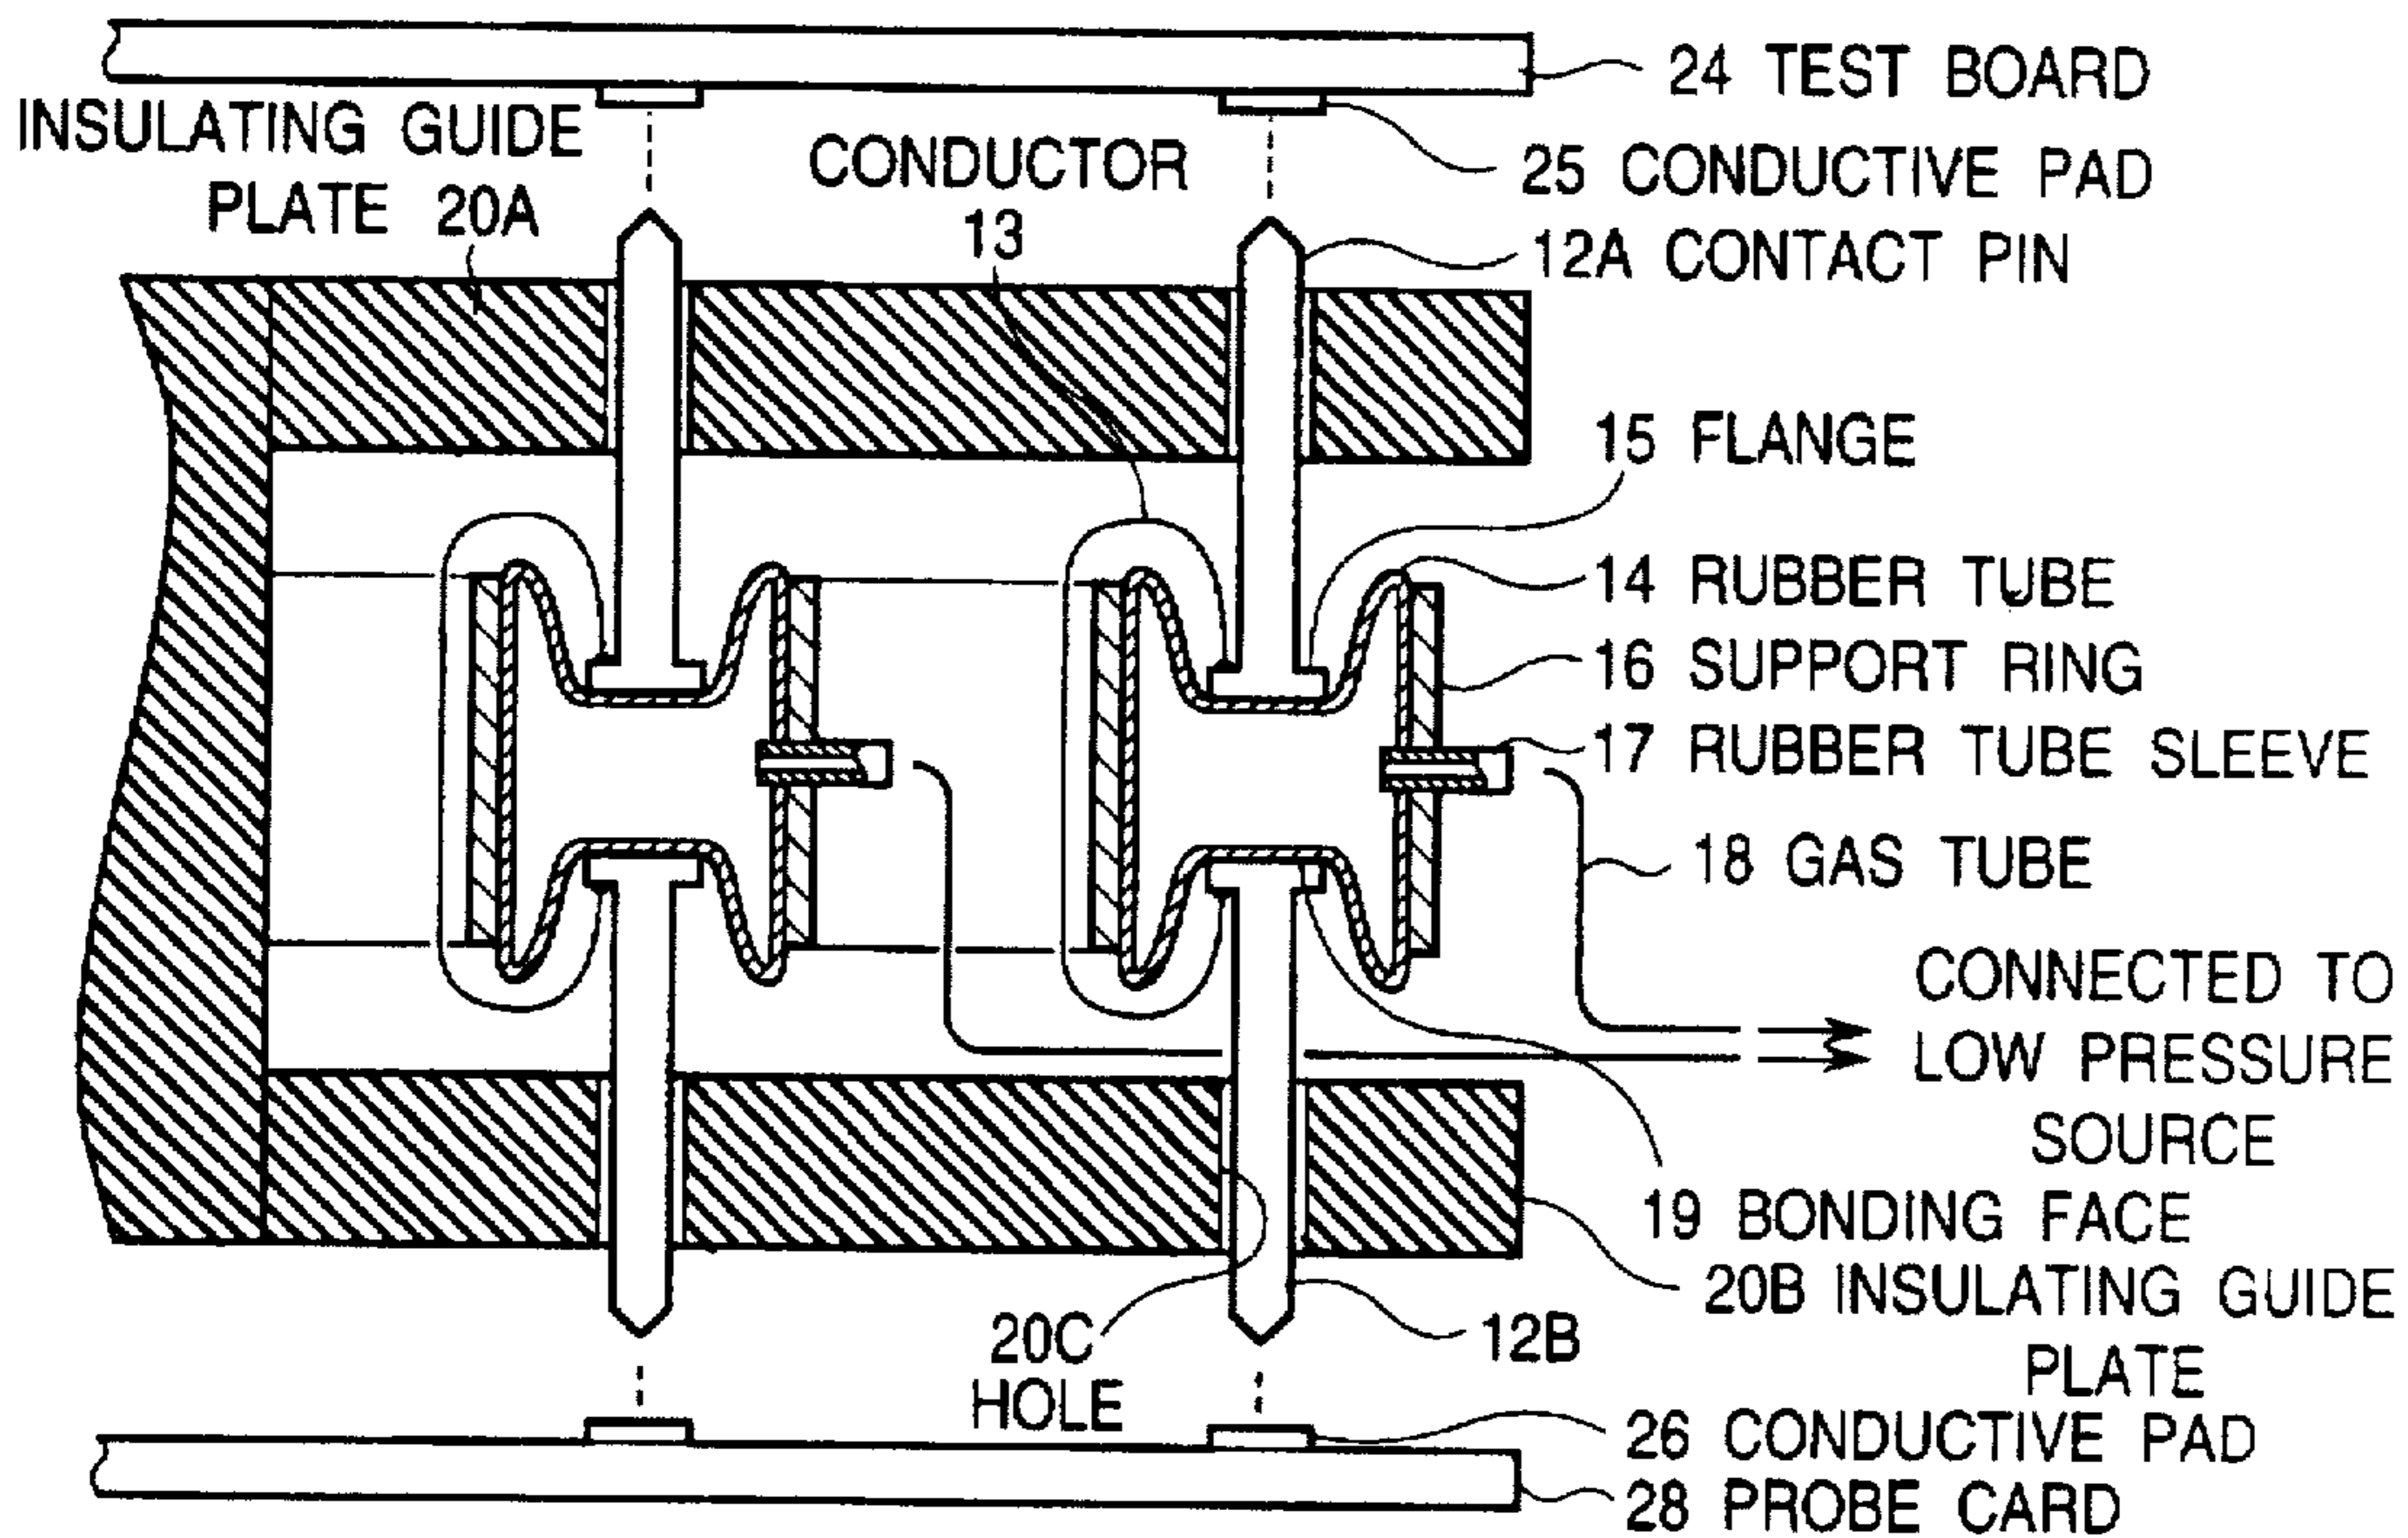 24 TEST BOARD
INSULATING GUIDE
PLATE 20A
CONDUCTOR
13
25 CONDUCTIVE PAD
12A CONTACT PIN
15 FLANGE
14 RUBBER TUBE
16 SUPPORT RING
17 RUBBER TUBE SLEEVE
18 GAS TUBE
CONNECTED TO
LOW PRESSURE
SOURCE
19 BONDING FACE
20B INSULATING GUIDE
PLATE
20C
HOLE
12B
26 CONDUCTIVE PAD
28 PROBE CARD